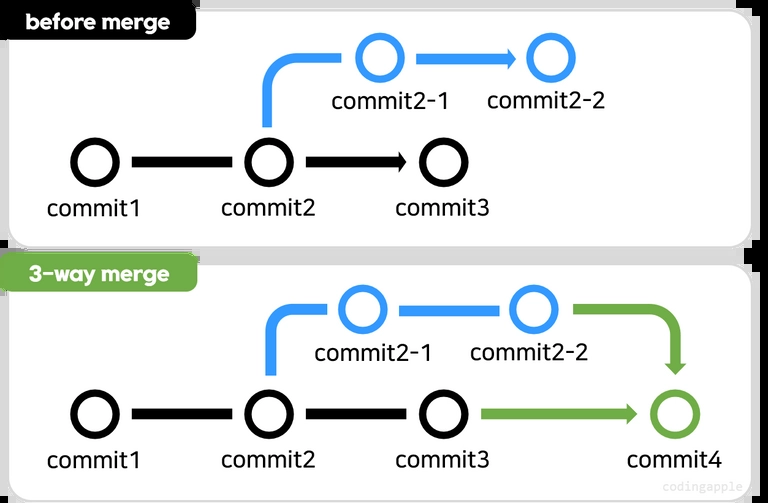 before merge
commit2-1 commit2-2
commit1 commit2 commit3
3-way merge
commit2-1 commit2-2
commit1 commit2 commit3 commit4
codingapple